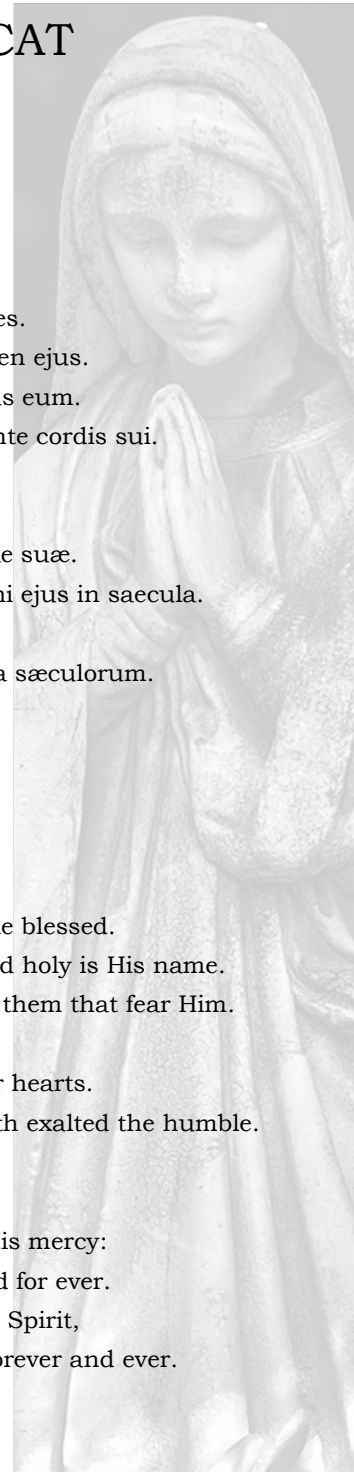 CAT
es.
en ejus.
s eum.
nte cordis sui.
e suæ.
ni ejus in saecula.
a sæculorum.
e blessed.
d holy is His name.
them that fear Him.
r hearts.
th exalted the humble.
is mercy:
d for ever.
Spirit,
orever and ever.